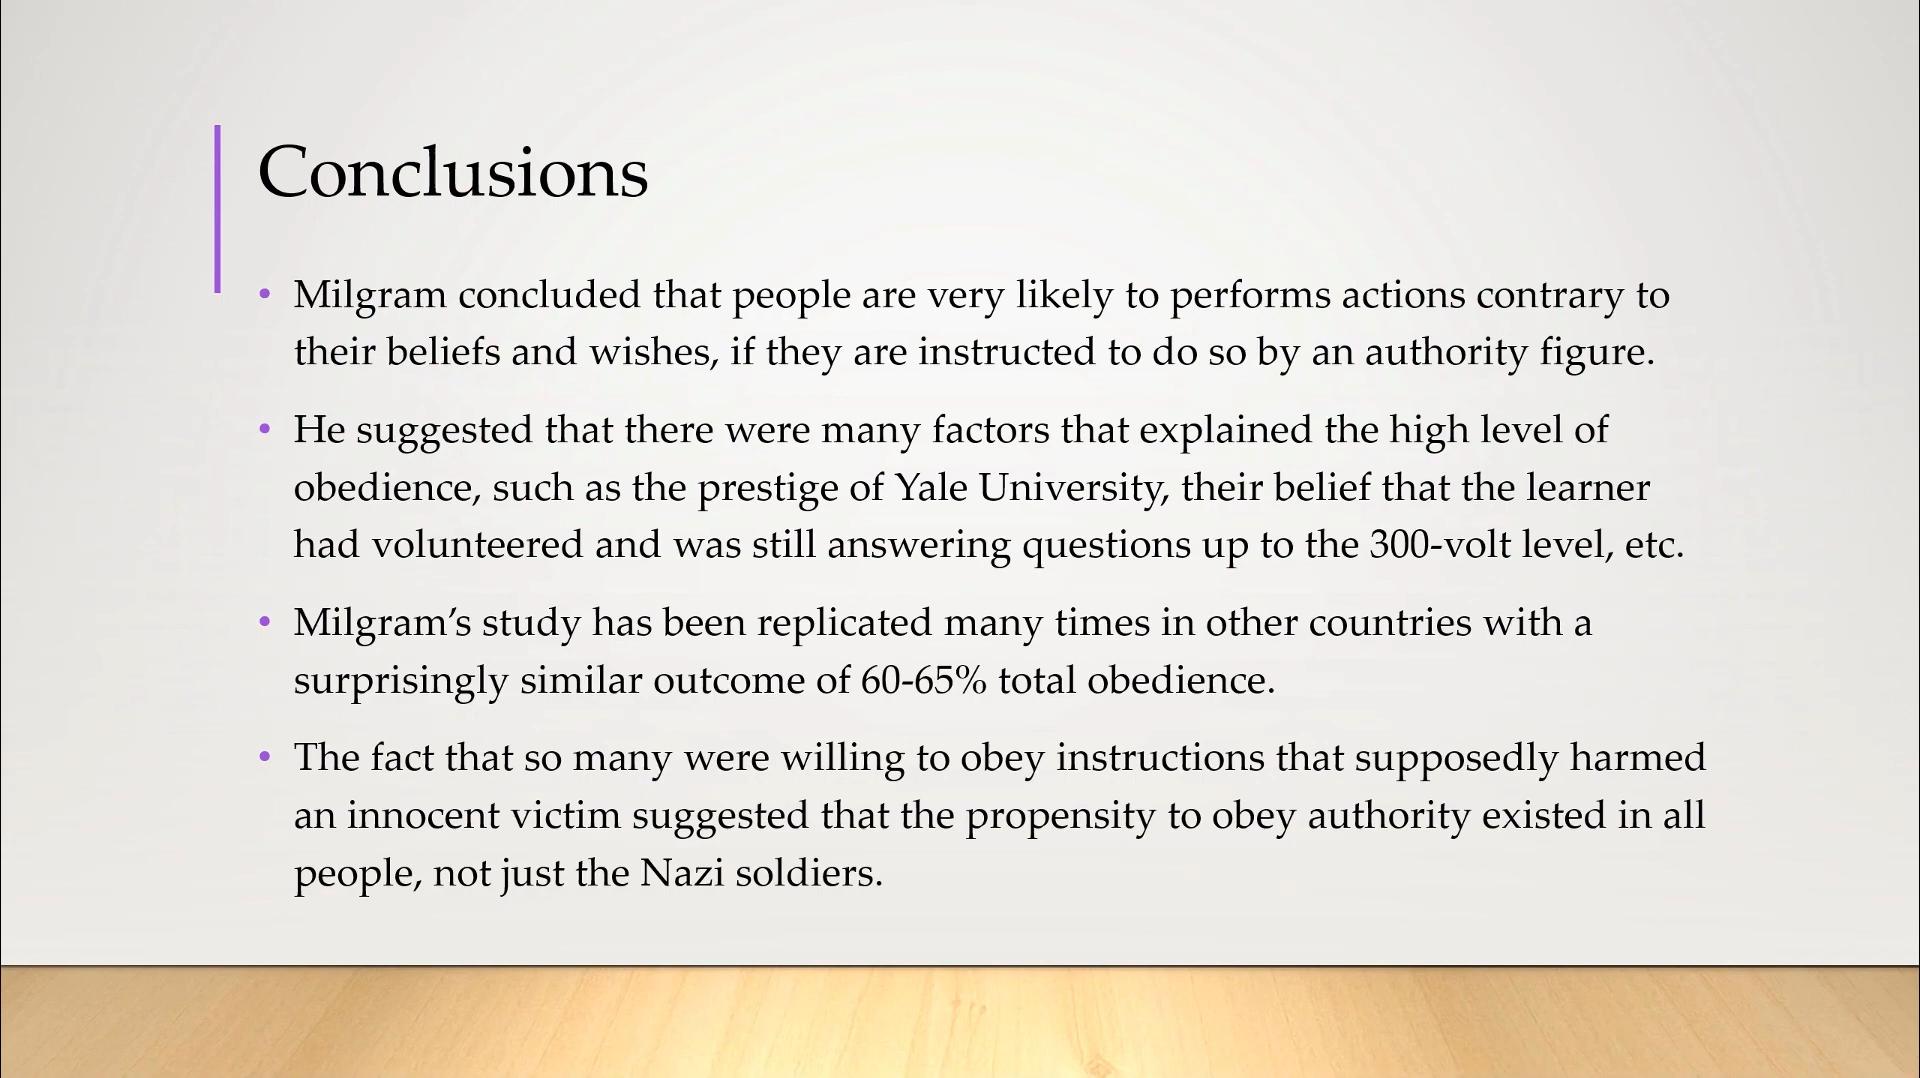 Conclusions
• Milgram concluded that people are very likely to performs actions contrary to
their beliefs and wishes, if they are instructed to do so by an authority figure.
• He suggested that there were many factors that explained the high level of
obedience, such as the prestige of Yale University, their belief that the learner
had volunteered and was still answering questions up to the 300-volt level, etc.
• Milgram’s study has been replicated many times in other countries with a
surprisingly similar outcome of 60-65% total obedience.
• The fact that so many were willing to obey instructions that supposedly harmed
an innocent victim suggested that the propensity to obey authority existed in all
people, not just the Nazi soldiers.